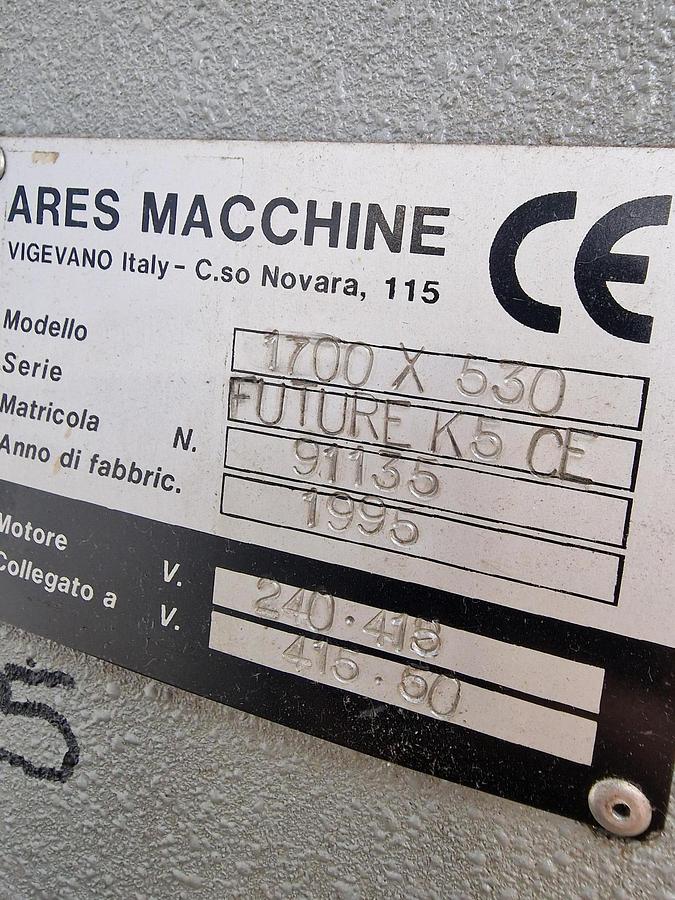 ARES MACCHINE CE
VIGEVANO Italy - C.so Novara, 115
Modello 1700 X 530
Serie FUTURE K5 CE
Matricola N. 91135
Anno di fabbric. 1995
Motore V. 240·415
Collegato a V. 415·50